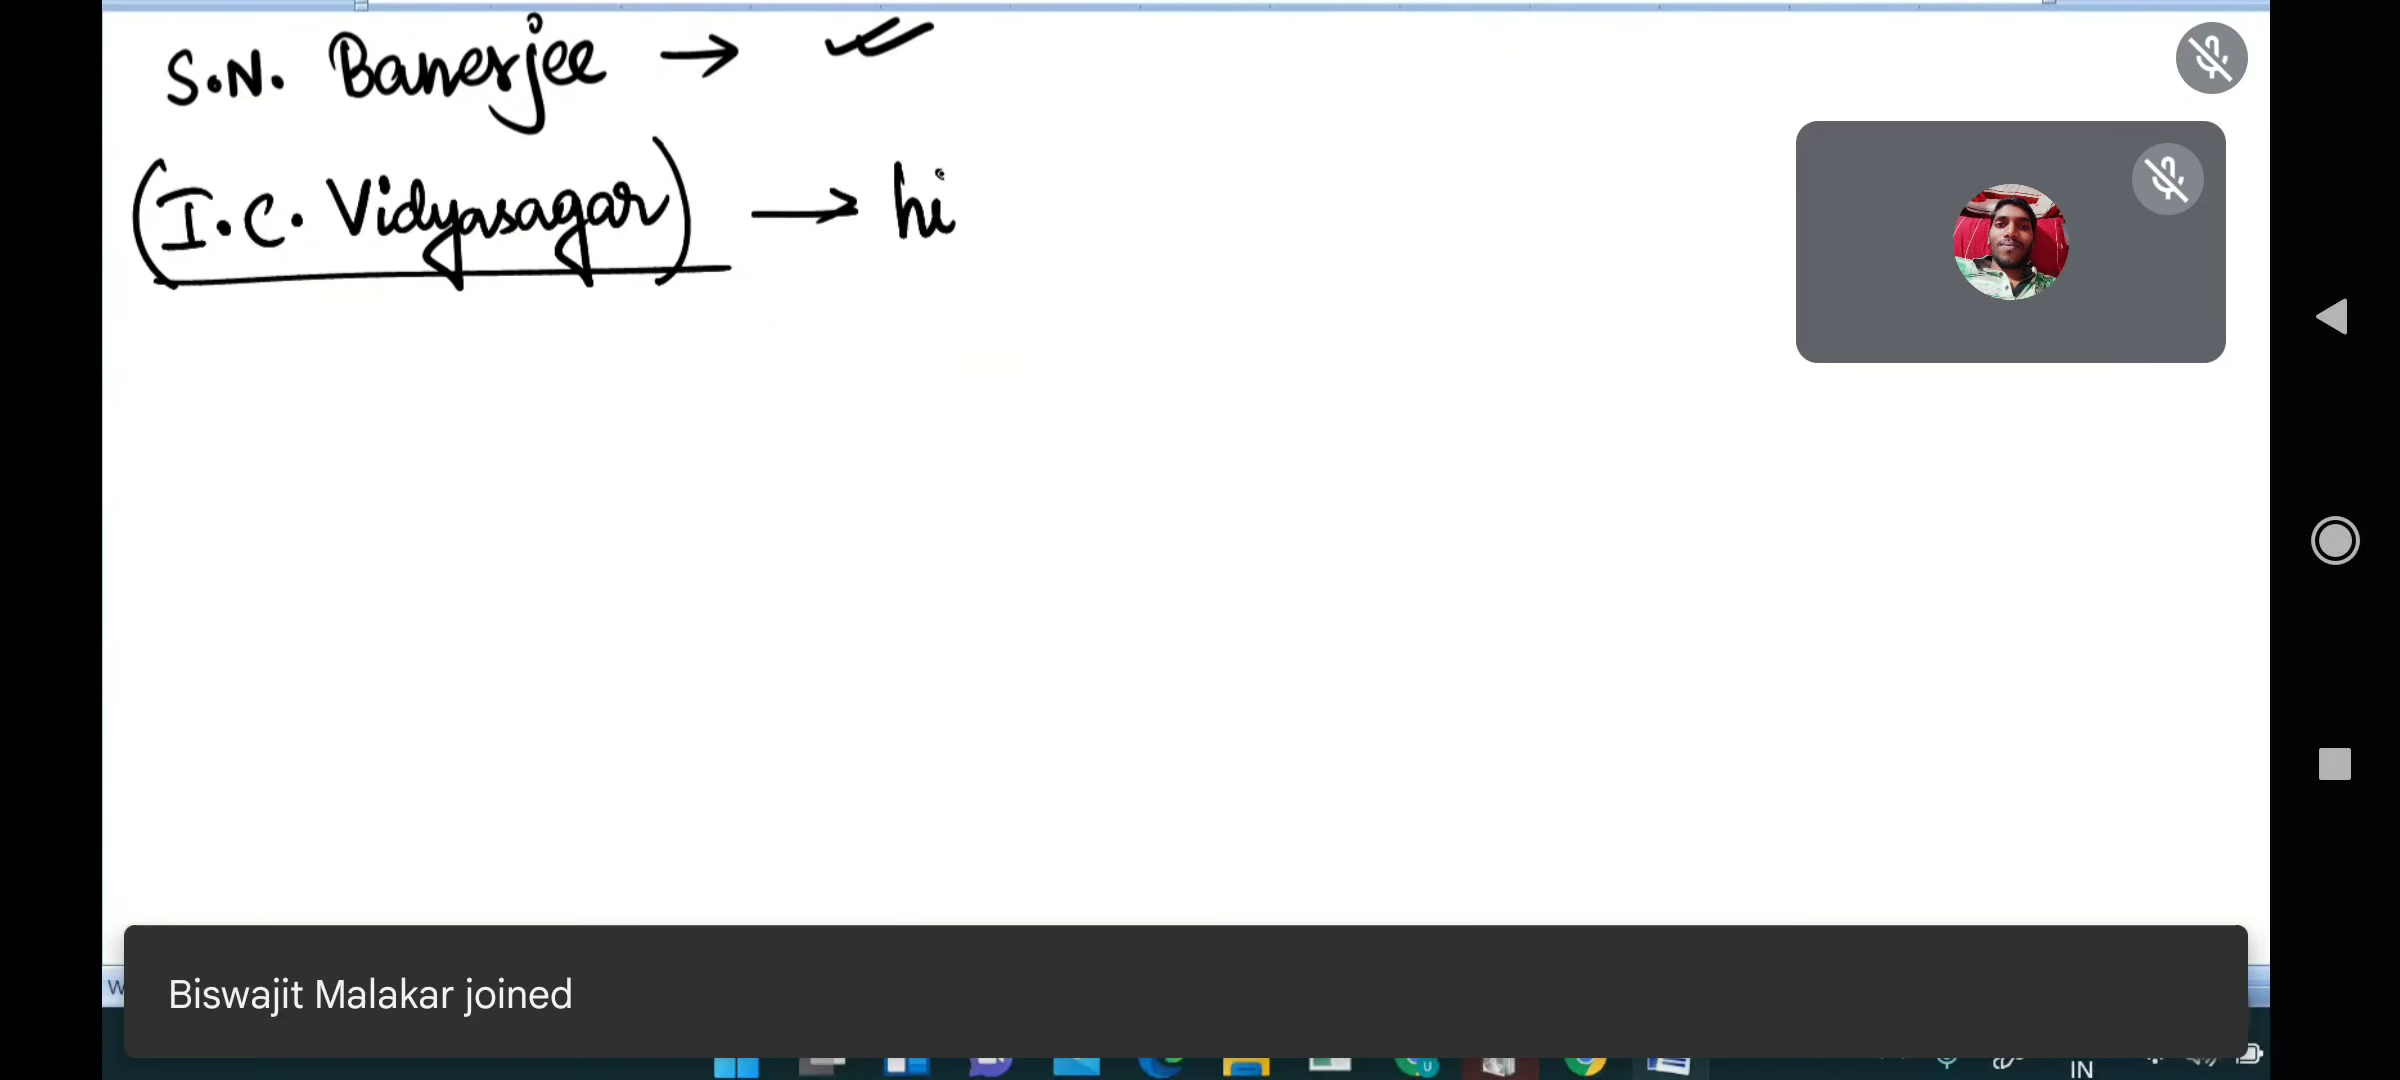 S.N. Banerjee → ✓
(I.C. Vidyasagar) → hi
Biswajit Malakar joined
W
IN